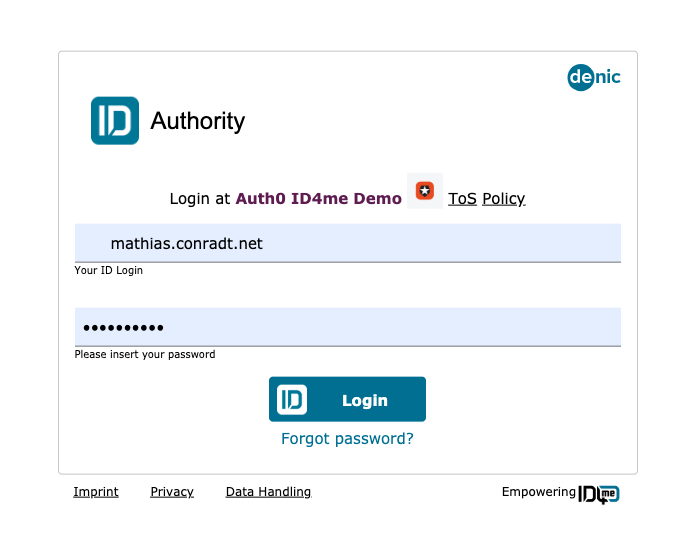 denic
ID Authority
Login at Auth0 ID4me Demo ToS Policy
mathias.conradt.net
Your ID Login
••••••••••
Please insert your password
ID Login
Forgot password?
Imprint Privacy Data Handling Empowering ID4me